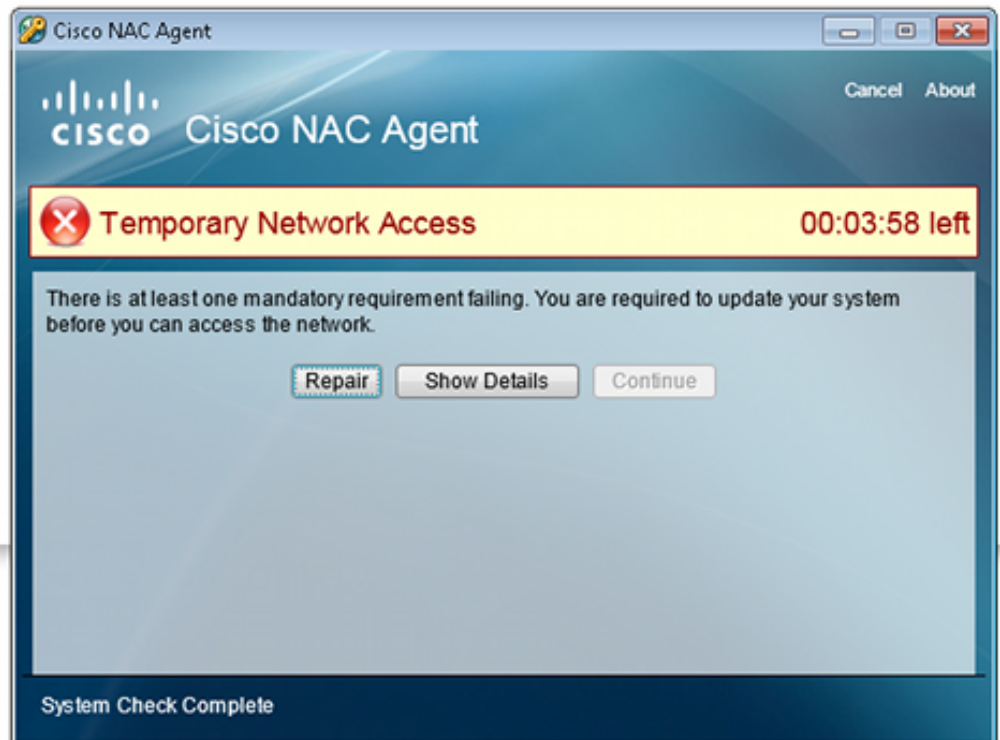 Cisco NAC Agent
Cancel About
CISCO Cisco NAC Agent
Temporary Network Access 00:03:58 left
There is at least one mandatory requirement failing. You are required to update your system
before you can access the network.
Repair Show Details Continue
System Check Complete